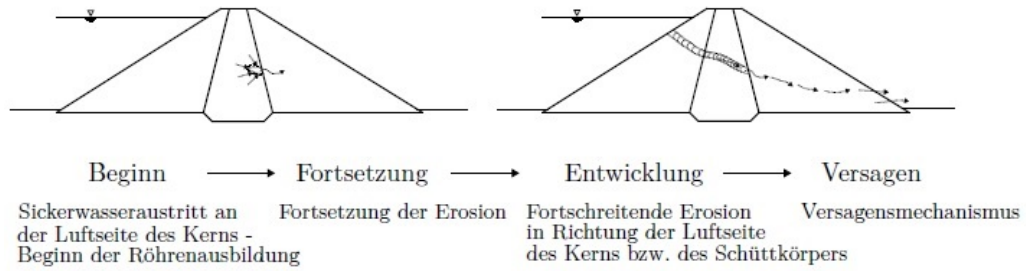 Beginn → Fortsetzung → Entwicklung → Versagen
Sickerwasseraustritt an
der Luftseite des Kerns -
Beginn der Röhrenausbildung
Fortsetzung der Erosion
Fortschreitende Erosion
in Richtung der Luftseite
des Kerns bzw. des Schüttkörpers
Versagensmechanismus